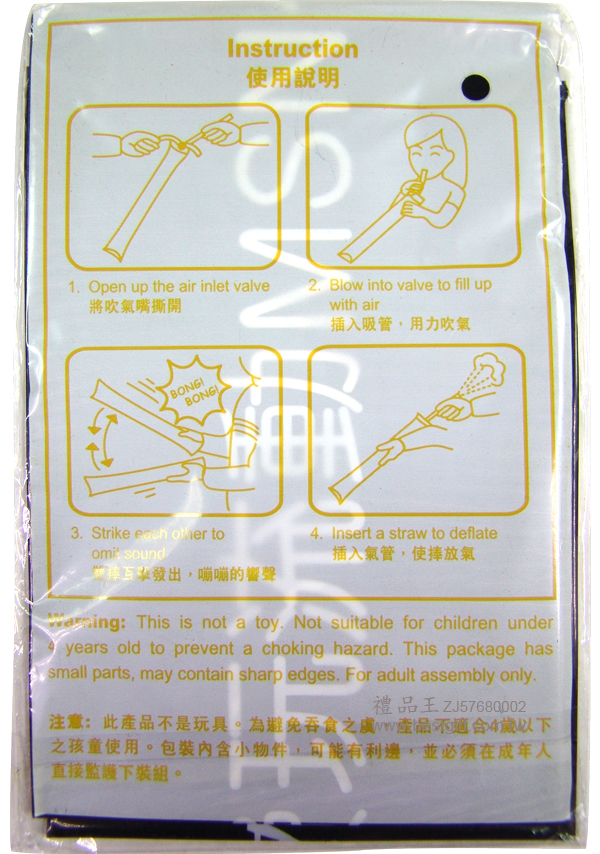 Instruction
使用說明
1. Open up the air inlet valve
將吹氣嘴撕開
2. Blow into valve to fill up
with air
插入吸管，用力吹氣
BONG!
BONG!
3. Strike each other to
omit sound
雙捧互擊發出，嘣嘣的響聲
4. Insert a straw to deflate
插入氣管，使捧放氣
Warning: This is not a toy. Not suitable for children under
4 years old to prevent a choking hazard. This package has
small parts, may contain sharp edges. For adult assembly only.
禮品王 ZJ57680002
注意：此產品不是玩具。為避免吞食之虞，產品不適合4歲以下
之孩童使用。包裝內含小物件，可能有利邊，並必須在成年人
直接監護下裝組。